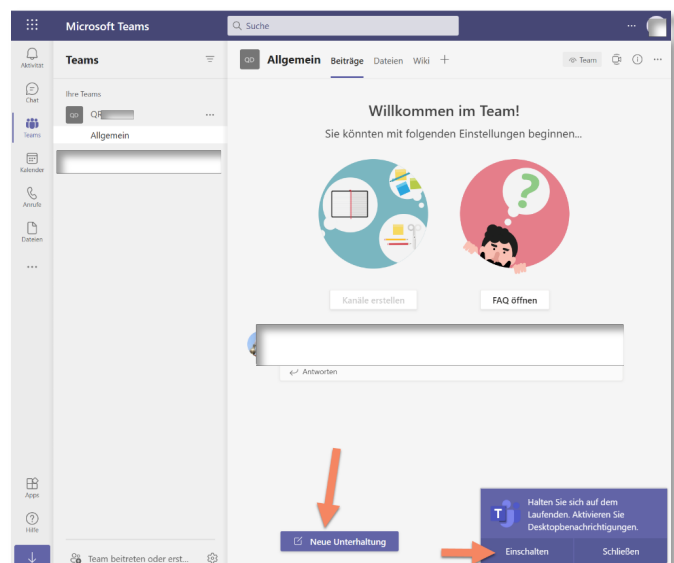 Microsoft Teams
Suche
...
Aktivität
Chat
Teams
Kalender
Anrufe
Dateien
...
Apps
Hilfe
Teams
Ihre Teams
QD
...
Allgemein
Team beitreten oder erst...
QD Allgemein Beiträge Dateien Wiki +
Team
...
Willkommen im Team!
Sie könnten mit folgenden Einstellungen beginnen...
?
Kanäle erstellen
FAQ öffnen
Antworten
Neue Unterhaltung
T
Halten Sie sich auf dem
Laufenden. Aktivieren Sie
Desktopbenachrichtigungen.
Einschalten Schließen